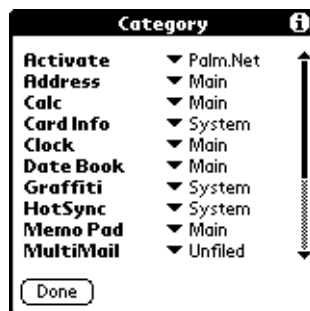 Category
Activate Palm.Net
Address Main
Calc Main
Card Info System
Clock Main
Date Book Main
Graffiti System
HotSync System
Memo Pad Main
MultiMail Unfiled
Done